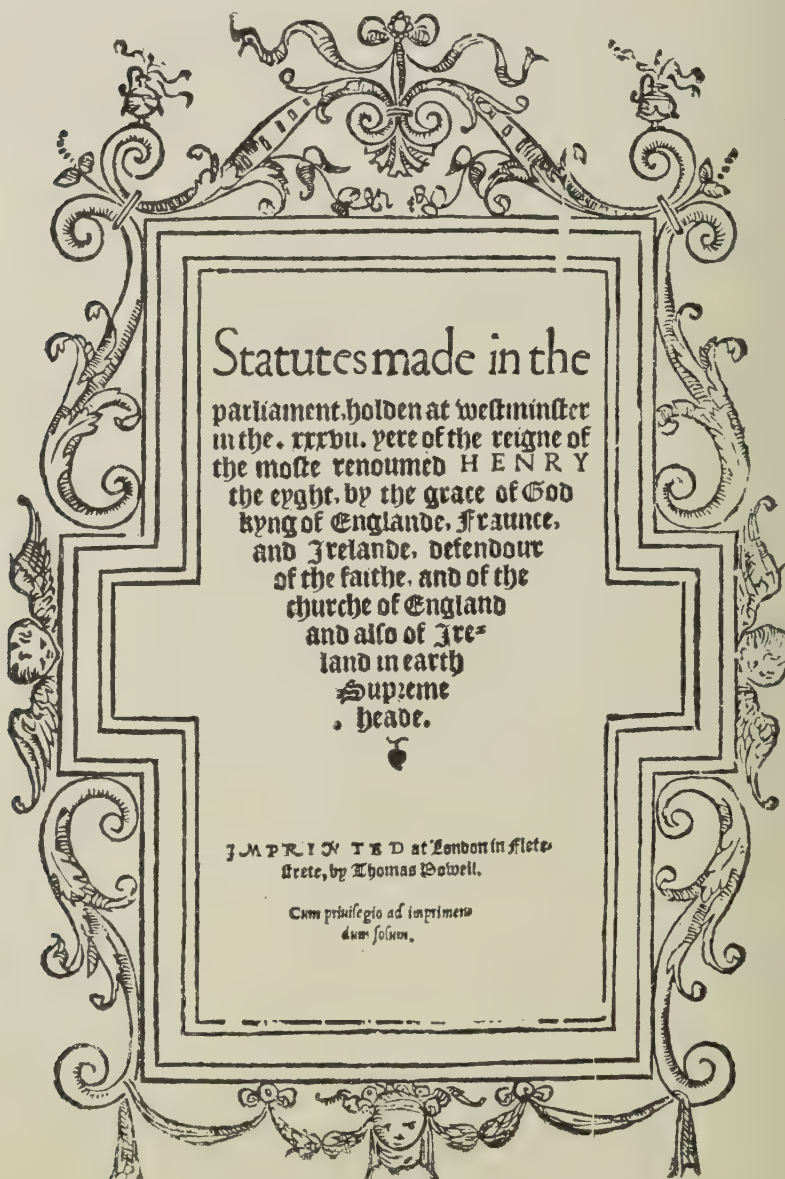 Statutes made in the
parliament, holden at westminster
in the. xxxvii. yere of the reigne of
the moste renoumed HENRY
the eyght, by the grace of God
kyng of Englande, Fraunce,
and Irelande, defendour
of the faithe, and of the
churche of England
and also of Ire=
land in earth
Supreme
heade.
IMPRINTED at London in flete-
strete, by Thomas Powell.
Cum priuilegio ad imprimen
dum solum.